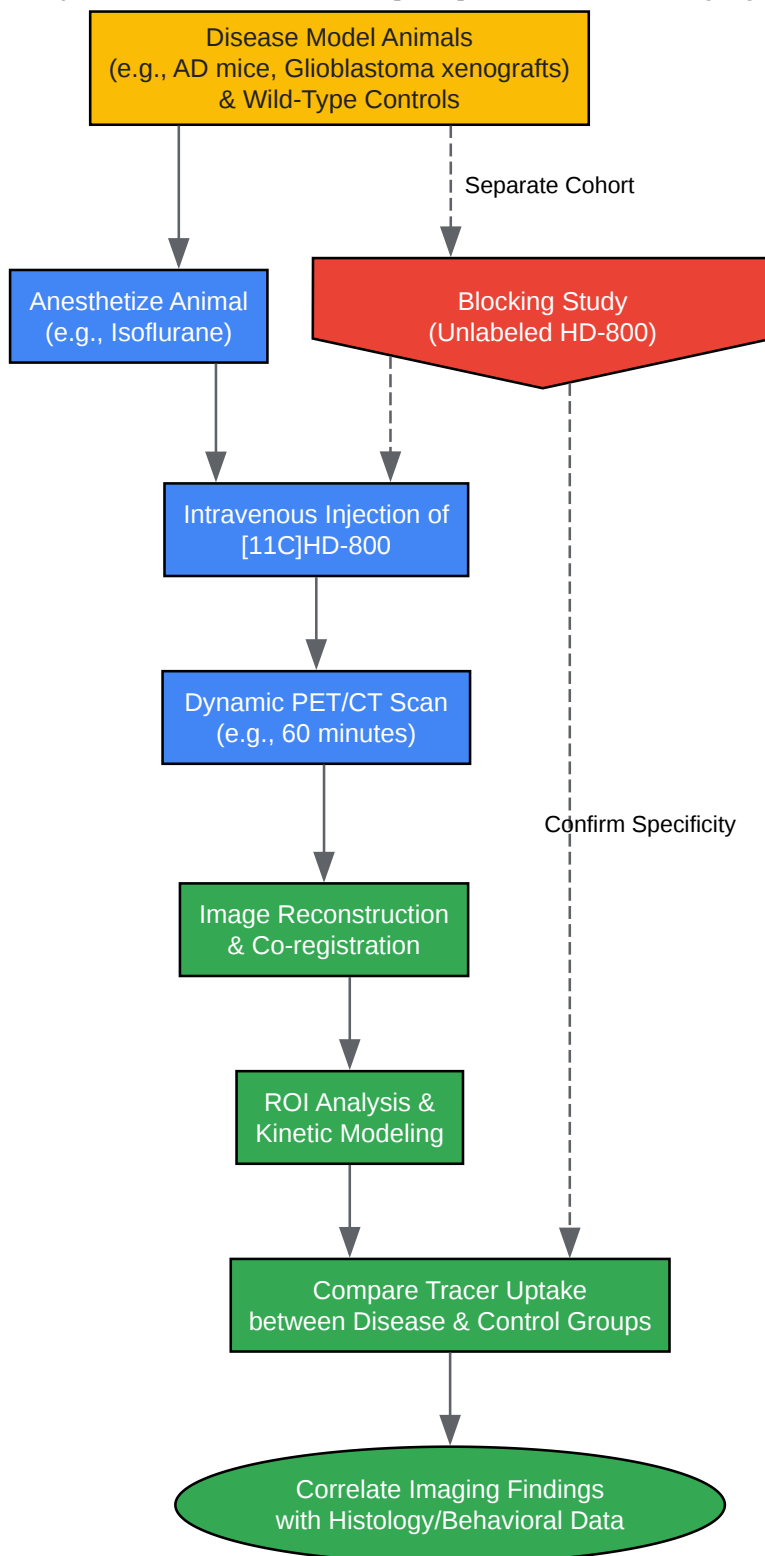 Disease Model Animals
(e.g., AD mice, Glioblastoma xenografts)
& Wild-Type Controls
Separate Cohort
Anesthetize Animal
(e.g., Isoflurane)
Blocking Study
(Unlabeled HD-800)
Intravenous Injection of
[11C]HD-800
Dynamic PET/CT Scan
(e.g., 60 minutes)
Confirm Specificity
Image Reconstruction
& Co-registration
ROI Analysis &
Kinetic Modeling
Compare Tracer Uptake
between Disease & Control Groups
Correlate Imaging Findings
with Histology/Behavioral Data